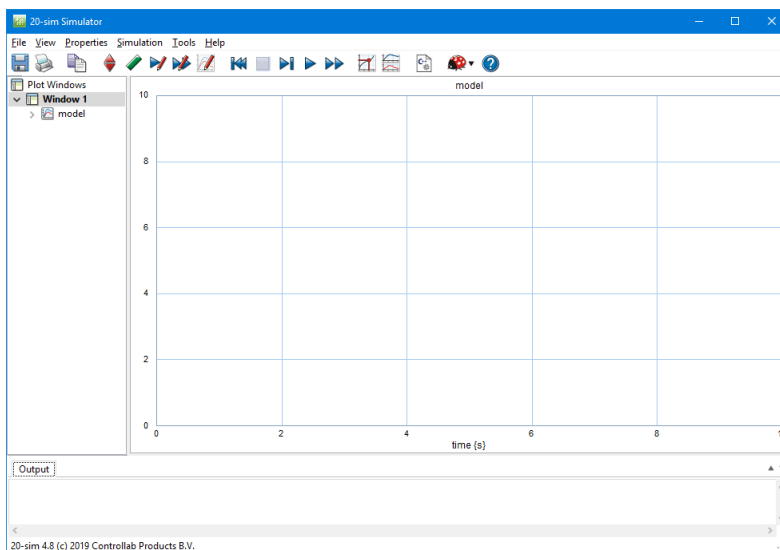 20-sim Simulator
File View Properties Simulation Tools Help
Plot Windows
Window 1
model
model
10
8
6
4
2
0
0 2 4 6 8 1
time {s}
Output
20-sim 4.8 (c) 2019 Controllab Products B.V.